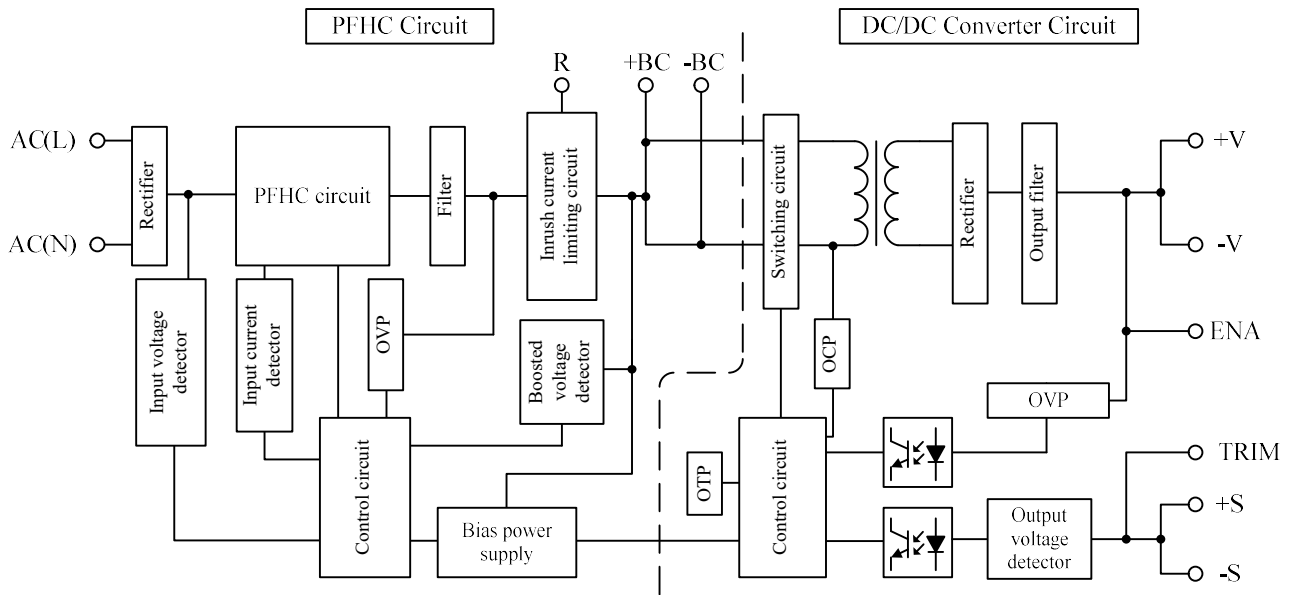 PFHC Circuit
DC/DC Converter Circuit
R
+BC
-BC
AC(L)
AC(N)
Rectifier
PFHC circuit
Filter
Inrush current
limiting circuit
Switching circuit
Rectifier
Output filter
+V
-V
ENA
Input voltage
detector
Input current
detector
OVP
Boosted
voltage
detector
OCP
OVP
Control circuit
OTP
Control circuit
TRIM
Bias power
supply
Output
voltage
detector
+S
-S